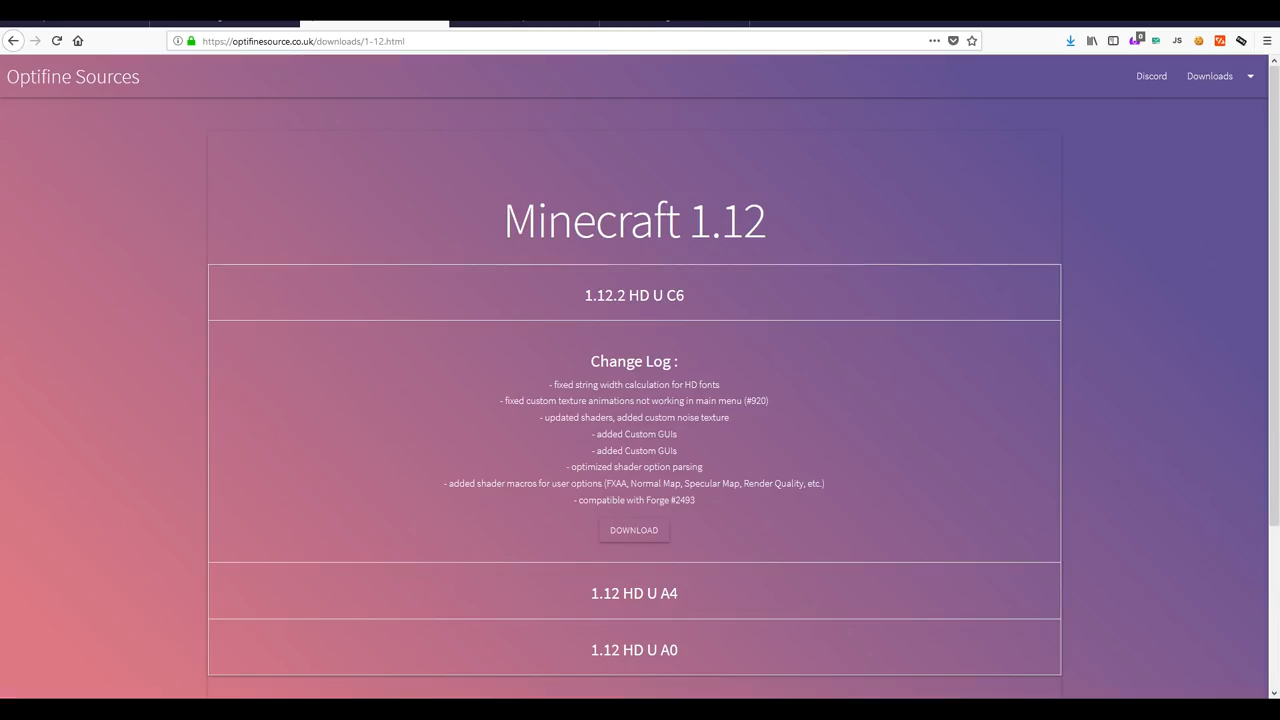 https://optifinesource.co.uk/downloads/1-12.html
0
JS
Optifine Sources
Discord
Downloads
Minecraft 1.12
1.12.2 HD U C6
Change Log :
- fixed string width calculation for HD fonts
- fixed custom texture animations not working in main menu (#920)
- updated shaders, added custom noise texture
- added Custom GUIs
- added Custom GUIs
- optimized shader option parsing
- added shader macros for user options (FXAA, Normal Map, Specular Map, Render Quality, etc.)
- compatible with Forge #2493
DOWNLOAD
1.12 HD U A4
1.12 HD U A0